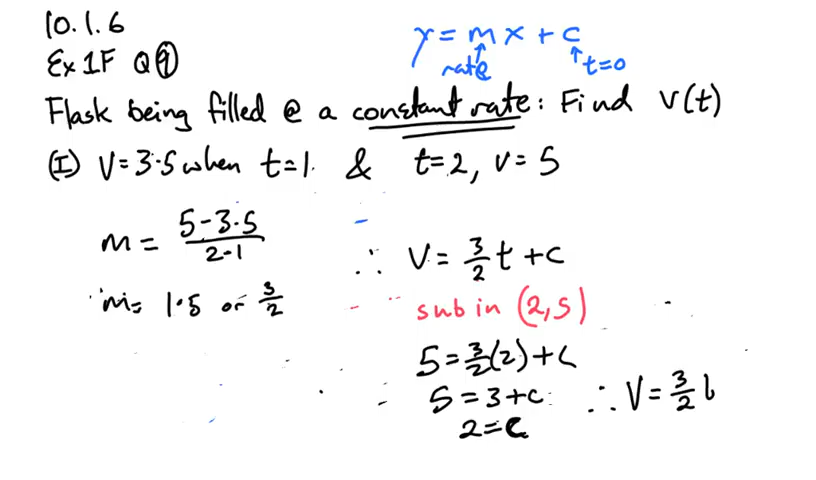 10.1.6
Ex 1F Q9
y = mx + c
rate
t=0
Flask being filled @ a constant rate: Find V(t)
(I) V=3.5 when t=1 & t=2, V=5
m = 5-3.5 / 2-1
m= 1.5 or 3/2
∴ V = 3/2 t + c
sub in (2,5)
5 = 3/2(2) + c
5 = 3 + c
2 = c
∴ V = 3/2